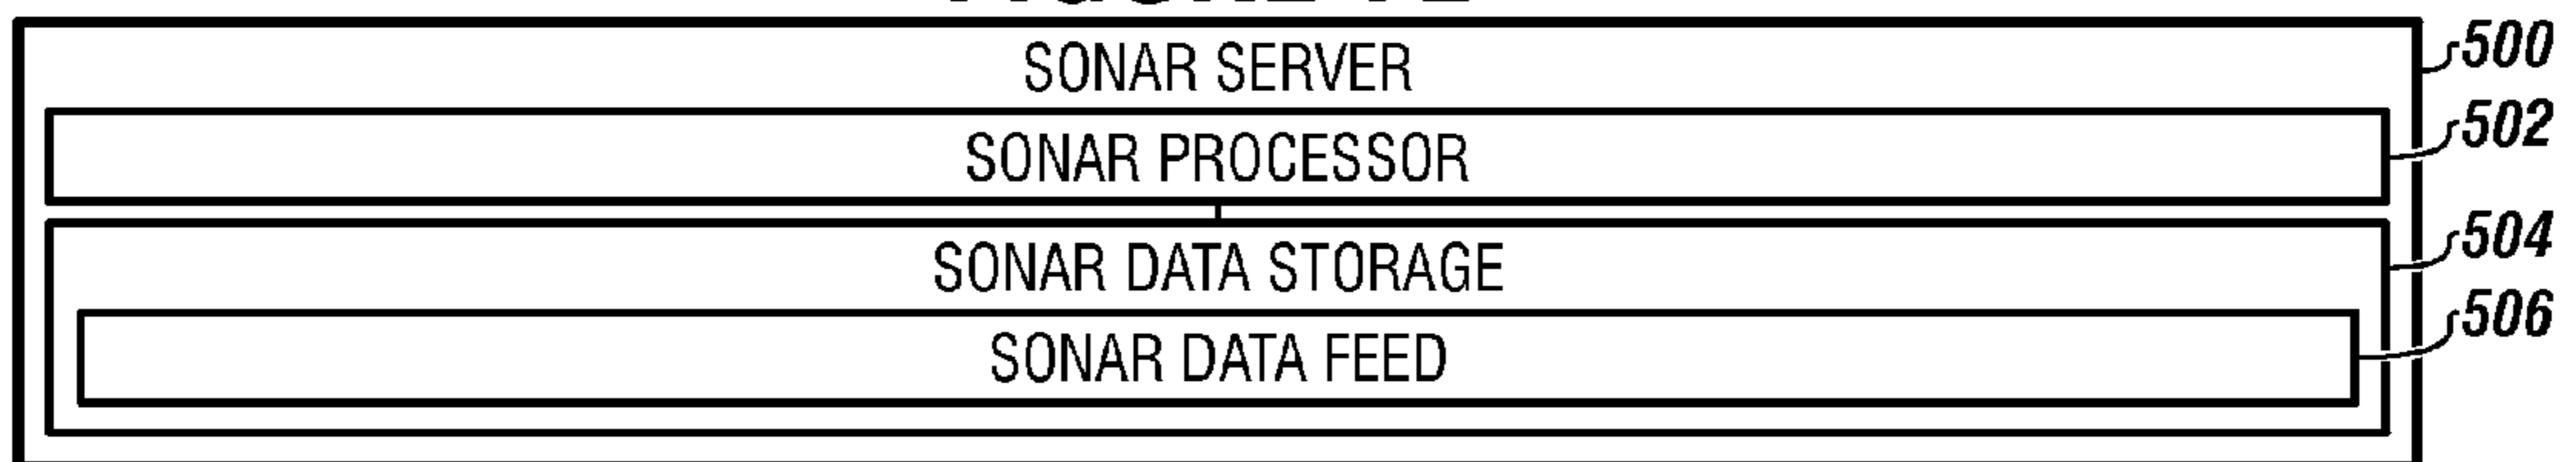 SONAR SERVER
500
SONAR PROCESSOR
502
SONAR DATA STORAGE
504
SONAR DATA FEED
506